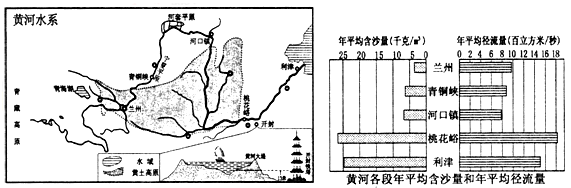 黄河水系
河套平原
河口镇
青铜峡
利津
青海湖
兰州
桃花峪
开封
青藏高原
黄河大堤
水域
黄土高原
年平均含沙量(千克/m³) 年平均径流量(百立方米/秒)
25 20 15 10 5 0 0 2 4 6 8 10 12 14 16 18
兰州
青铜峡
河口镇
桃花峪
利津
黄河各段年平均含沙量和年平均径流量